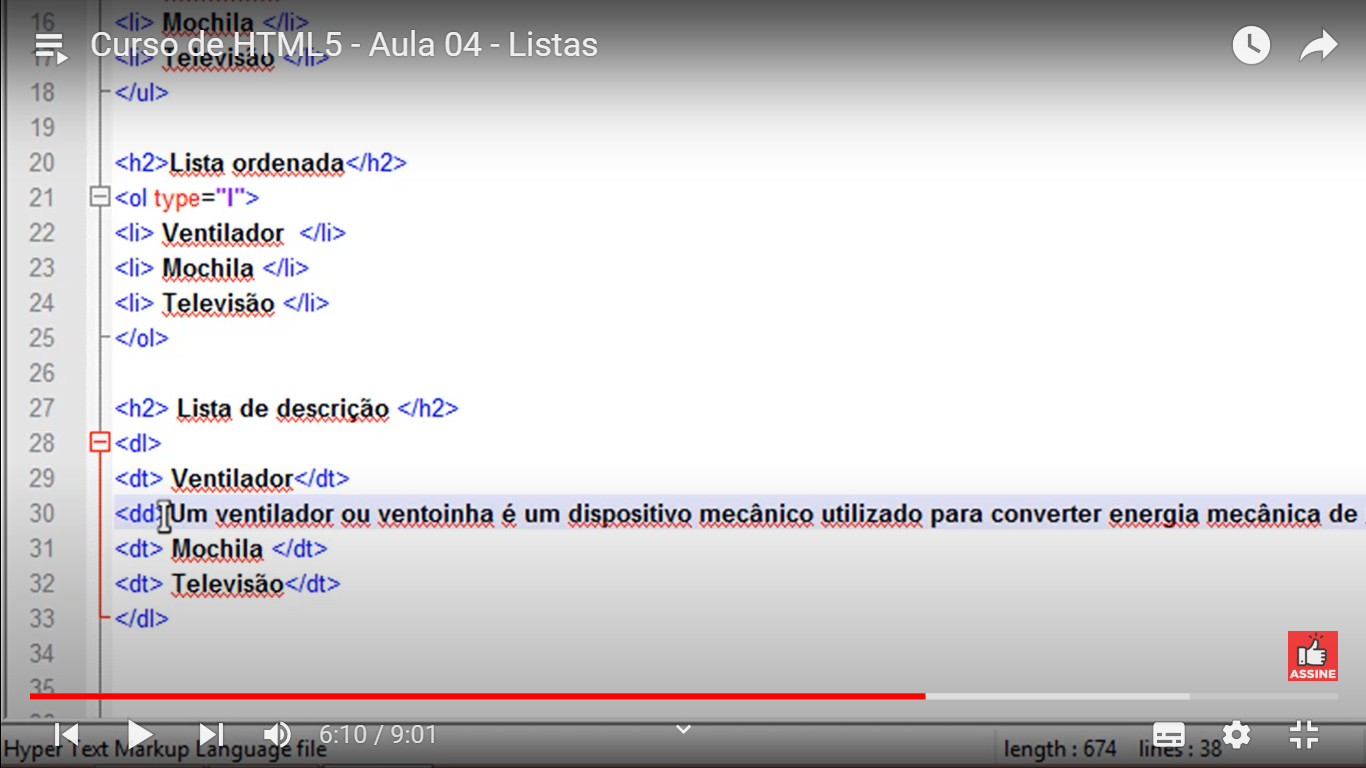 16 <li> Mochila </li>
Curso de HTML5 - Aula 04 - Listas
17 <li> Televisão </li>
18 </ul>
19
20 <h2>Lista ordenada</h2>
21 <ol type="I">
22 <li> Ventilador </li>
23 <li> Mochila </li>
24 <li> Televisão </li>
25 </ol>
26
27 <h2> Lista de descrição </h2>
28 <dl>
29 <dt> Ventilador</dt>
30 <dd>Um ventilador ou ventoinha é um dispositivo mecânico utilizado para converter energia mecânica de
31 <dt> Mochila </dt>
32 <dt> Televisão</dt>
33 </dl>
34
35
ASSINE
6:10 / 9:01
Hyper Text Markup Language file length : 674 lines : 38